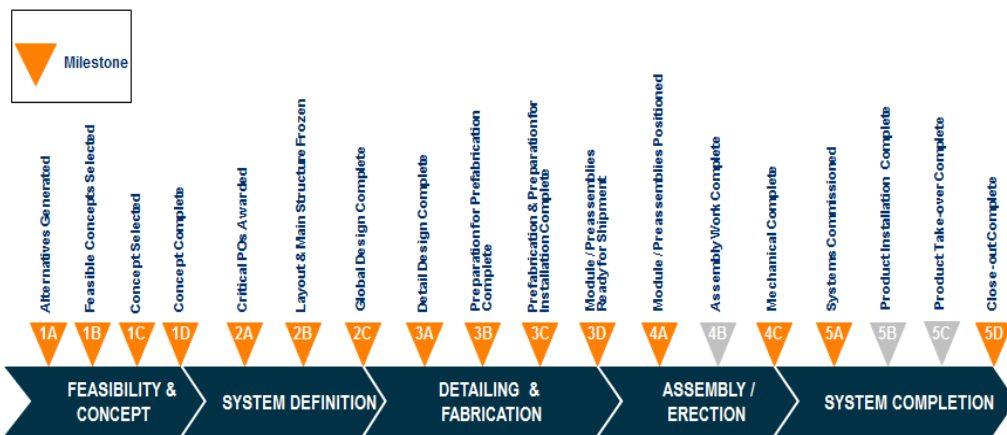 Milestone
Alternatives Generated
Feasible Concepts Selected
Concept Selected
Concept Complete
Critical POs Awarded
Layout & Main Structure Frozen
Global Design Complete
Detail Design Complete
Preparation for Prefabrication
Complete
Prefabrication & Preparation for
Installation Complete
Module / Preassemblies
Ready for Shipment
Module / Preassemblies Positioned
Assembly Work Complete
Mechanical Complete
Systems Commissioned
Product Installation Complete
Product Take-over Complete
Close-out Complete
1A 1B 1C 1D 2A 2B 2C 3A 3B 3C 3D 4A 4B 4C 5A 5B 5C 5D
FEASIBILITY &
CONCEPT
SYSTEM DEFINITION
DETAILING &
FABRICATION
ASSEMBLY /
ERECTION
SYSTEM COMPLETION